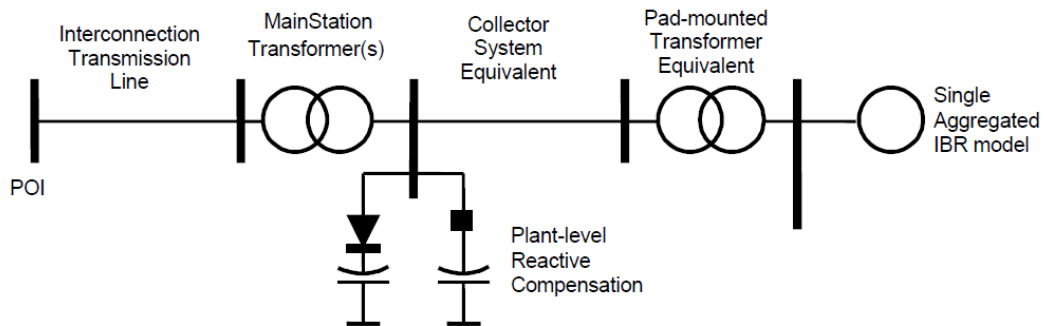 Interconnection
Transmission
Line
MainStation
Transformer(s)
Collector
System
Equivalent
Pad-mounted
Transformer
Equivalent
Single
Aggregated
IBR model
POI
Plant-level
Reactive
Compensation